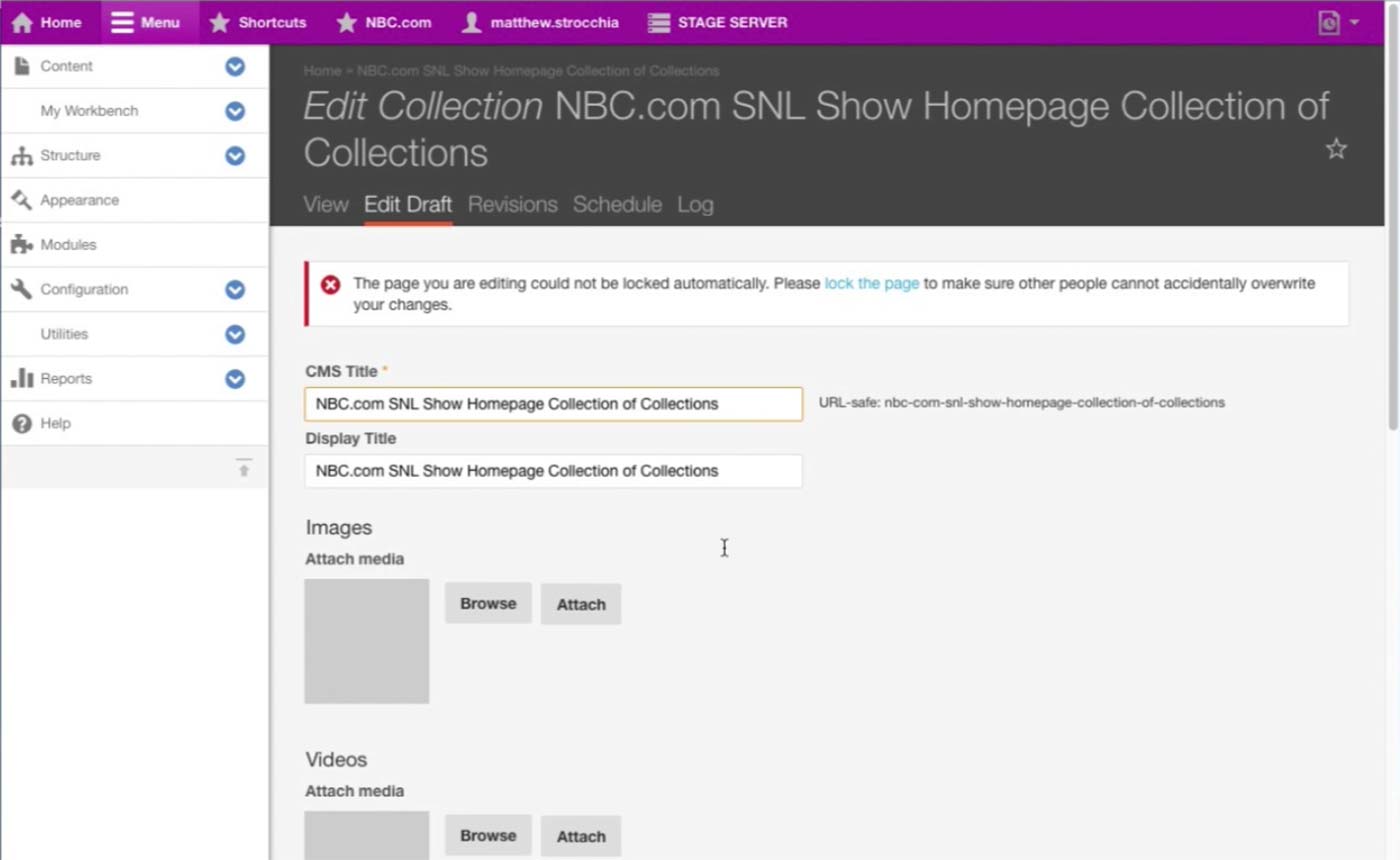 Home Menu Shortcuts NBC.com matthew.strocchia STAGE SERVER
Content
My Workbench
Structure
Appearance
Modules
Configuration
Utilities
Reports
Help
Home » NBC.com SNL Show Homepage Collection of Collections
Edit Collection NBC.com SNL Show Homepage Collection of
Collections
View Edit Draft Revisions Schedule Log
The page you are editing could not be locked automatically. Please lock the page to make sure other people cannot accidentally overwrite
your changes.
CMS Title *
NBC.com SNL Show Homepage Collection of Collections URL-safe: nbc-com-snl-show-homepage-collection-of-collections
Display Title
NBC.com SNL Show Homepage Collection of Collections
Images
Attach media
Browse Attach
Videos
Attach media
Browse Attach